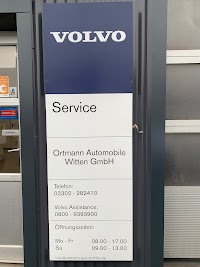 VOLVO
Service
Ortmann Automobile
Witten GmbH
Telefon:
02302 - 282410
Volvo Assistance:
0800 - 9390900
Öffnungszeiten:
Mo - Fr 08.00 - 17.00
Sa 09.00 - 13.00